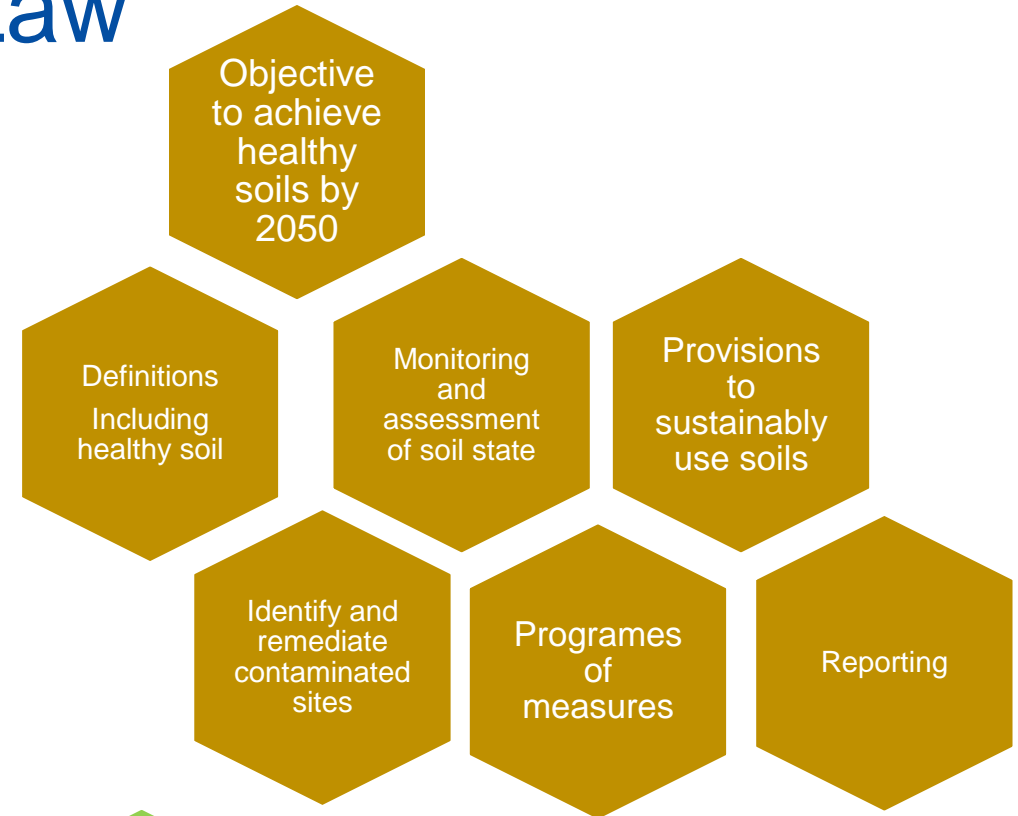 Law
Objective
to achieve
healthy
soils by
2050
Definitions
Including
healthy soil
Monitoring
and
assessment
of soil state
Provisions
to
sustainably
use soils
Identify and
remediate
contaminated
sites
Programes
of
measures
Reporting